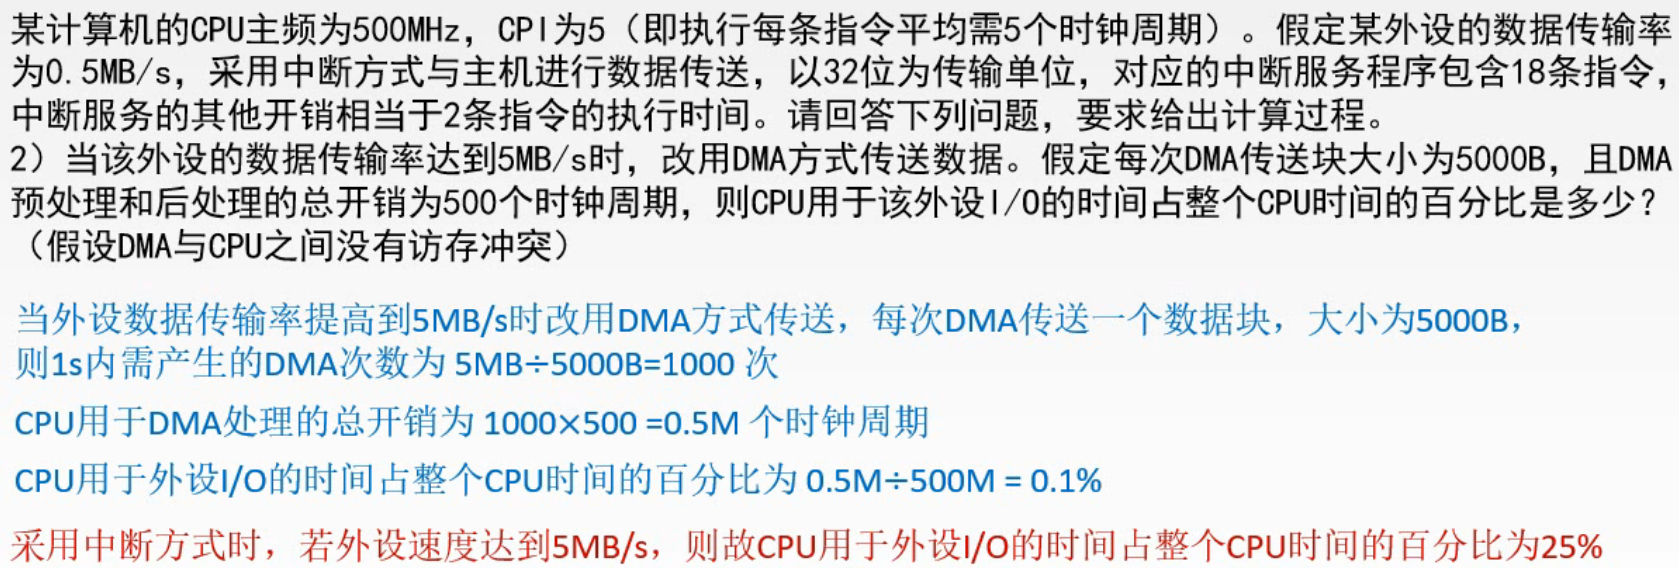 某计算机的CPU主频为500MHz，CPI为5（即执行每条指令平均需5个时钟周期）。假定某外设的数据传输率
为0.5MB/s，采用中断方式与主机进行数据传送，以32位为传输单位，对应的中断服务程序包含18条指令，
中断服务的其他开销相当于2条指令的执行时间。请回答下列问题，要求给出计算过程。
2）当该外设的数据传输率达到5MB/s时，改用DMA方式传送数据。假定每次DMA传送块大小为5000B，且DMA
预处理和后处理的总开销为500个时钟周期，则CPU用于该外设I/O的时间占整个CPU时间的百分比是多少？
（假设DMA与CPU之间没有访存冲突）
当外设数据传输率提高到5MB/s时改用DMA方式传送，每次DMA传送一个数据块，大小为5000B，
则1s内需产生的DMA次数为 5MB÷5000B=1000 次
CPU用于DMA处理的总开销为 1000×500 =0.5M 个时钟周期
CPU用于外设I/O的时间占整个CPU时间的百分比为 0.5M÷500M = 0.1%
采用中断方式时，若外设速度达到5MB/s，则故CPU用于外设I/O的时间占整个CPU时间的百分比为25%